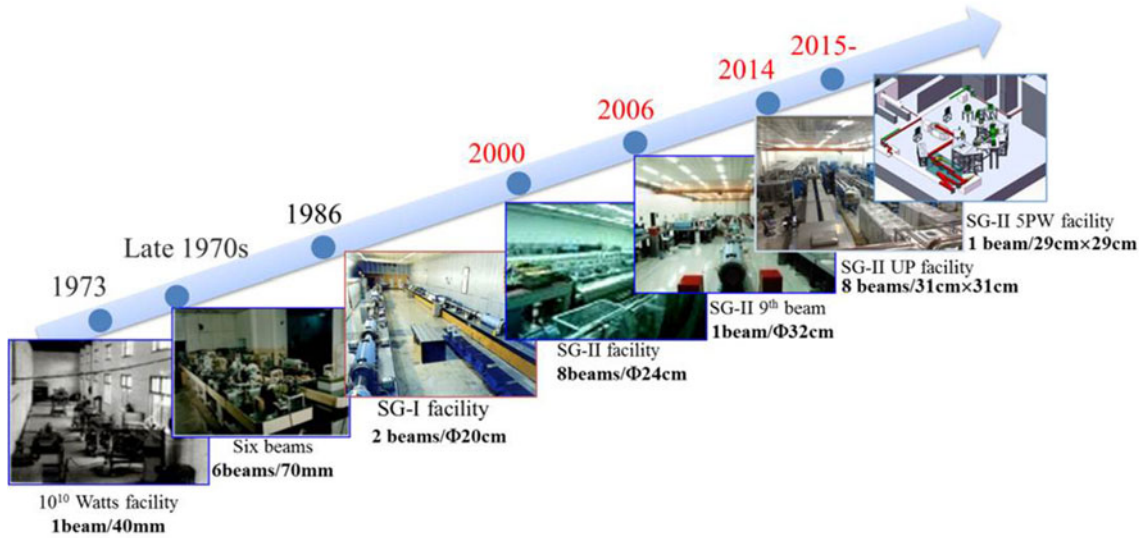 1973
Late 1970s
1986
2000
2006
2014
2015-
10¹⁰ Watts facility
1beam/40mm
Six beams
6beams/70mm
SG-I facility
2 beams/Φ20cm
SG-II facility
8beams/Φ24cm
SG-II 9ᵗʰ beam
1beam/Φ32cm
SG-II UP facility
8 beams/31cm×31cm
SG-II 5PW facility
1 beam/29cm×29cm